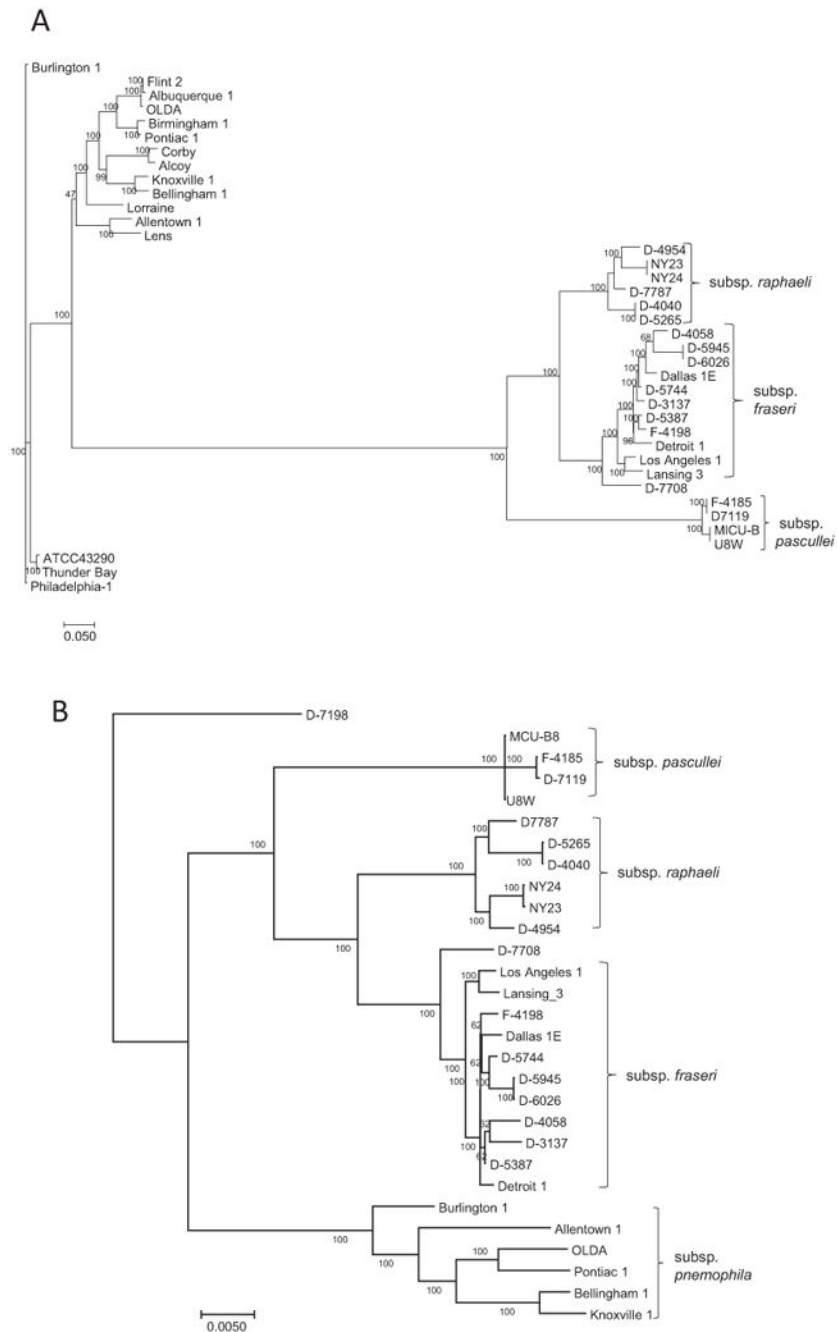 A
Burlington 1
100 Flint 2
100 Albuquerque 1
100 OLDA
Birmingham 1
100 Pontiac 1
100 100 Corby
99 Alcoy
Knoxville 1
47 100 Bellingham 1
Lorraine
Allentown 1
100 Lens
100
100
100 ATCC43290
Thunder Bay
Philadelphia-1
0.050
100
100 D-4954
100 NY23
NY24
100 D-7787
D-4040
100 D-5265
subsp. raphaeli
D-4058
68 D-5945
100 D-6026
100 Dallas 1E
100 D-5744
D-3137
100 100 D-5387
F-4198
96 Detroit 1
100 Los Angeles 1
100 Lansing 3
100 D-7708
subsp.
fraseri
100 F-4185
D7119
100 MICU-B
U8W
subsp.
pascullei
B
D-7198
MCU-B8
100 100 F-4185
D-7119
U8W
subsp. pascullei
100
D7787
100 D-5265
100 D-4040
100
100 NY24
NY23
100 D-4954
subsp. raphaeli
100
100
D-7708
100 Los Angeles 1
Lansing_3
100
62 F-4198
Dallas 1E
62 D-5744
100 100 D-5945
100 D-6026
62 D-4058
D-3137
100 62 D-5387
Detroit 1
subsp. fraseri
Burlington 1
100 Allentown 1
100 100 OLDA
Pontiac 1
100 Bellingham 1
100 Knoxville 1
subsp.
pnemophila
0.0050